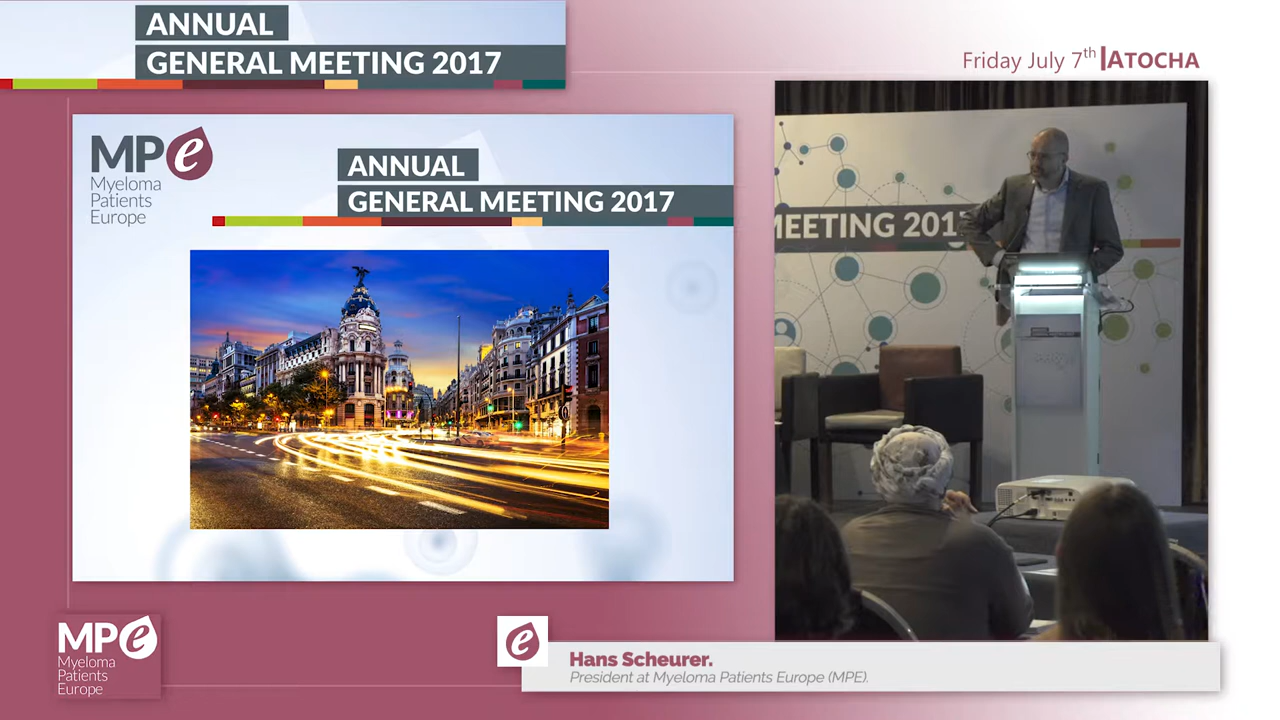 ANNUAL
GENERAL MEETING 2017
Friday July 7th | ATOCHA
MPe
Myeloma
Patients
Europe
ANNUAL
GENERAL MEETING 2017
MEETING 2017
MPe
Myeloma
Patients
Europe
e
Hans Scheurer.
President at Myeloma Patients Europe (MPE).